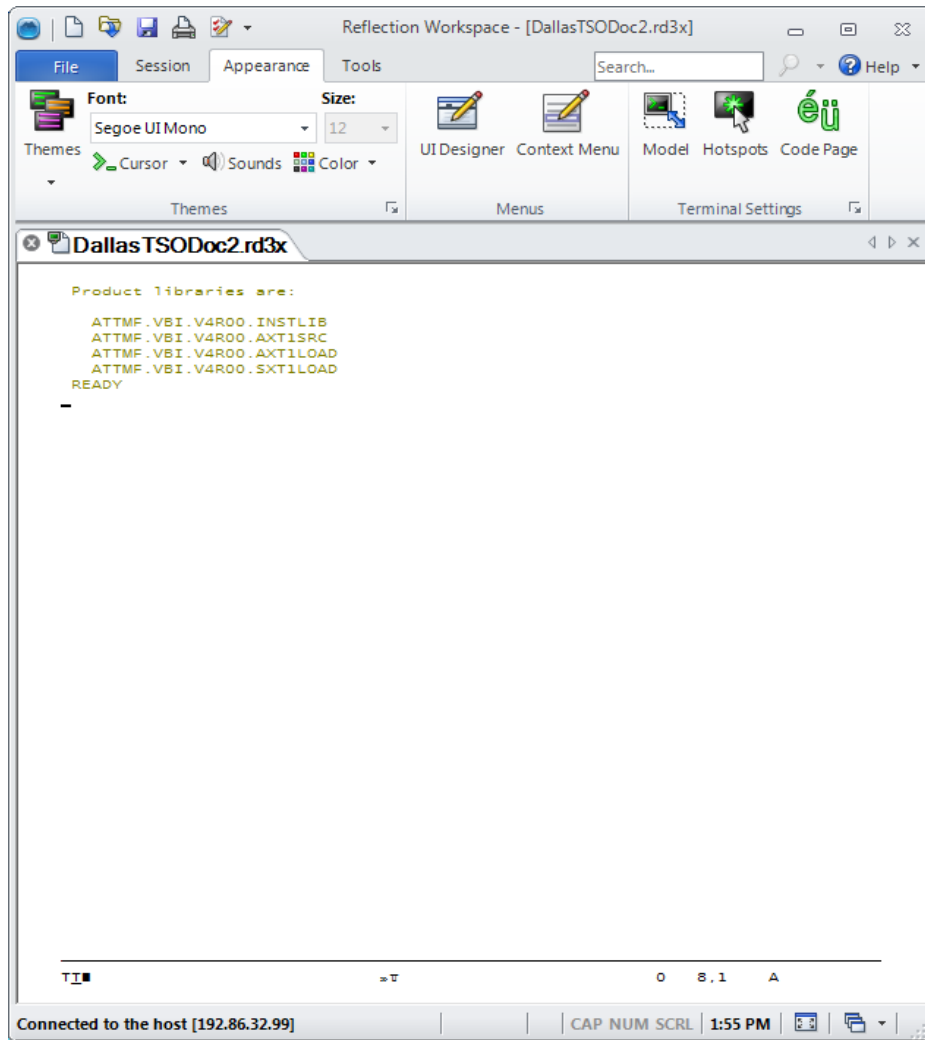 Reflection Workspace - [DallasTSODoc2.rd3x]
File Session Appearance Tools Search... Help
Font: Size:
Segoe UI Mono 12
Themes
Cursor Sounds Color
UI Designer Context Menu Model Hotspots éü Code Page
Themes Menus Terminal Settings
DallasTSODoc2.rd3x
Product libraries are:
ATTMF.VBI.V4R00.INSTLIB
ATTMF.VBI.V4R00.AXT1SRC
ATTMF.VBI.V4R00.AXT1LOAD
ATTMF.VBI.V4R00.SXT1LOAD
READY
0 8,1 A
Connected to the host [192.86.32.99] CAP NUM SCRL 1:55 PM